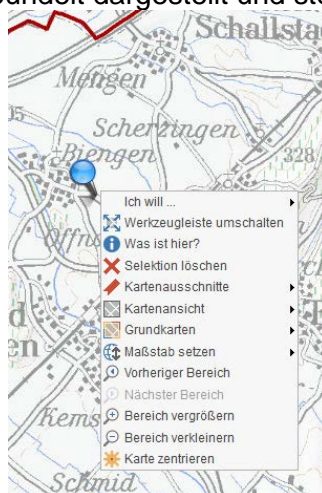 Schallsta
Mengen
Scherzingen
Biengen
328
Offn
Ich will ...
Werkzeugleiste umschalten
Was ist hier?
Selektion löschen
Kartenausschnitte
Kartenansicht
Grundkarten
Maßstab setzen
Vorheriger Bereich
Nächster Bereich
Bereich vergrößern
Bereich verkleinern
Karte zentrieren
Kems
Schmid